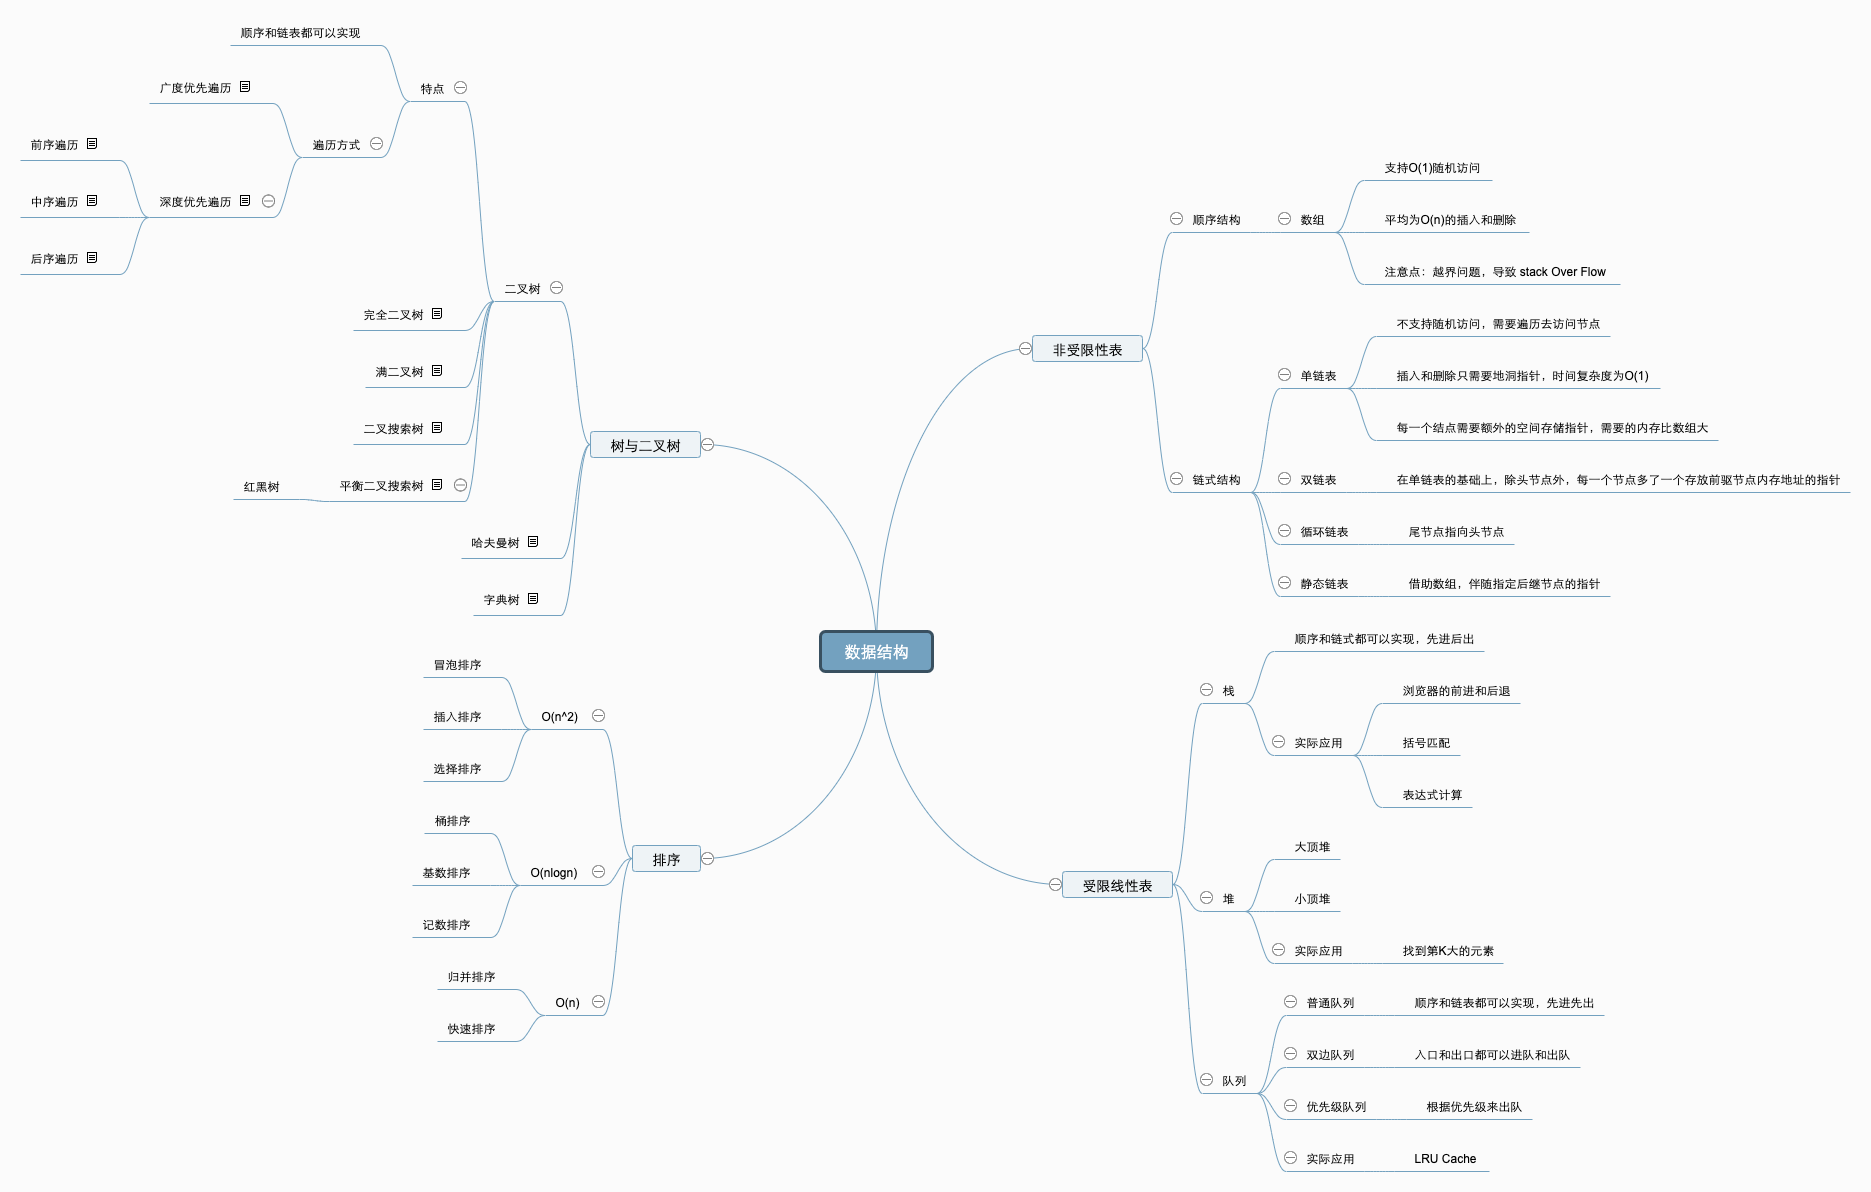 数据结构
树与二叉树
二叉树
特点
顺序和链表都可以实现
遍历方式
广度优先遍历
深度优先遍历
前序遍历
中序遍历
后序遍历
完全二叉树
满二叉树
二叉搜索树
平衡二叉搜索树
红黑树
哈夫曼树
字典树
排序
O(n^2)
冒泡排序
插入排序
选择排序
O(nlogn)
桶排序
基数排序
记数排序
O(n)
归并排序
快速排序
非受限性表
顺序结构
数组
支持O(1)随机访问
平均为O(n)的插入和删除
注意点：越界问题，导致 stack Over Flow
链式结构
单链表
不支持随机访问，需要遍历去访问节点
插入和删除只需要地洞指针，时间复杂度为O(1)
每一个结点需要额外的空间存储指针，需要的内存比数组大
双链表
在单链表的基础上，除头节点外，每一个节点多了一个存放前驱节点内存地址的指针
循环链表
尾节点指向头节点
静态链表
借助数组，伴随指定后继节点的指针
受限线性表
栈
顺序和链式都可以实现，先进后出
实际应用
浏览器的前进和后退
括号匹配
表达式计算
堆
大顶堆
小顶堆
实际应用
找到第K大的元素
队列
普通队列
顺序和链表都可以实现，先进先出
双边队列
入口和出口都可以进队和出队
优先级队列
根据优先级来出队
实际应用
LRU Cache